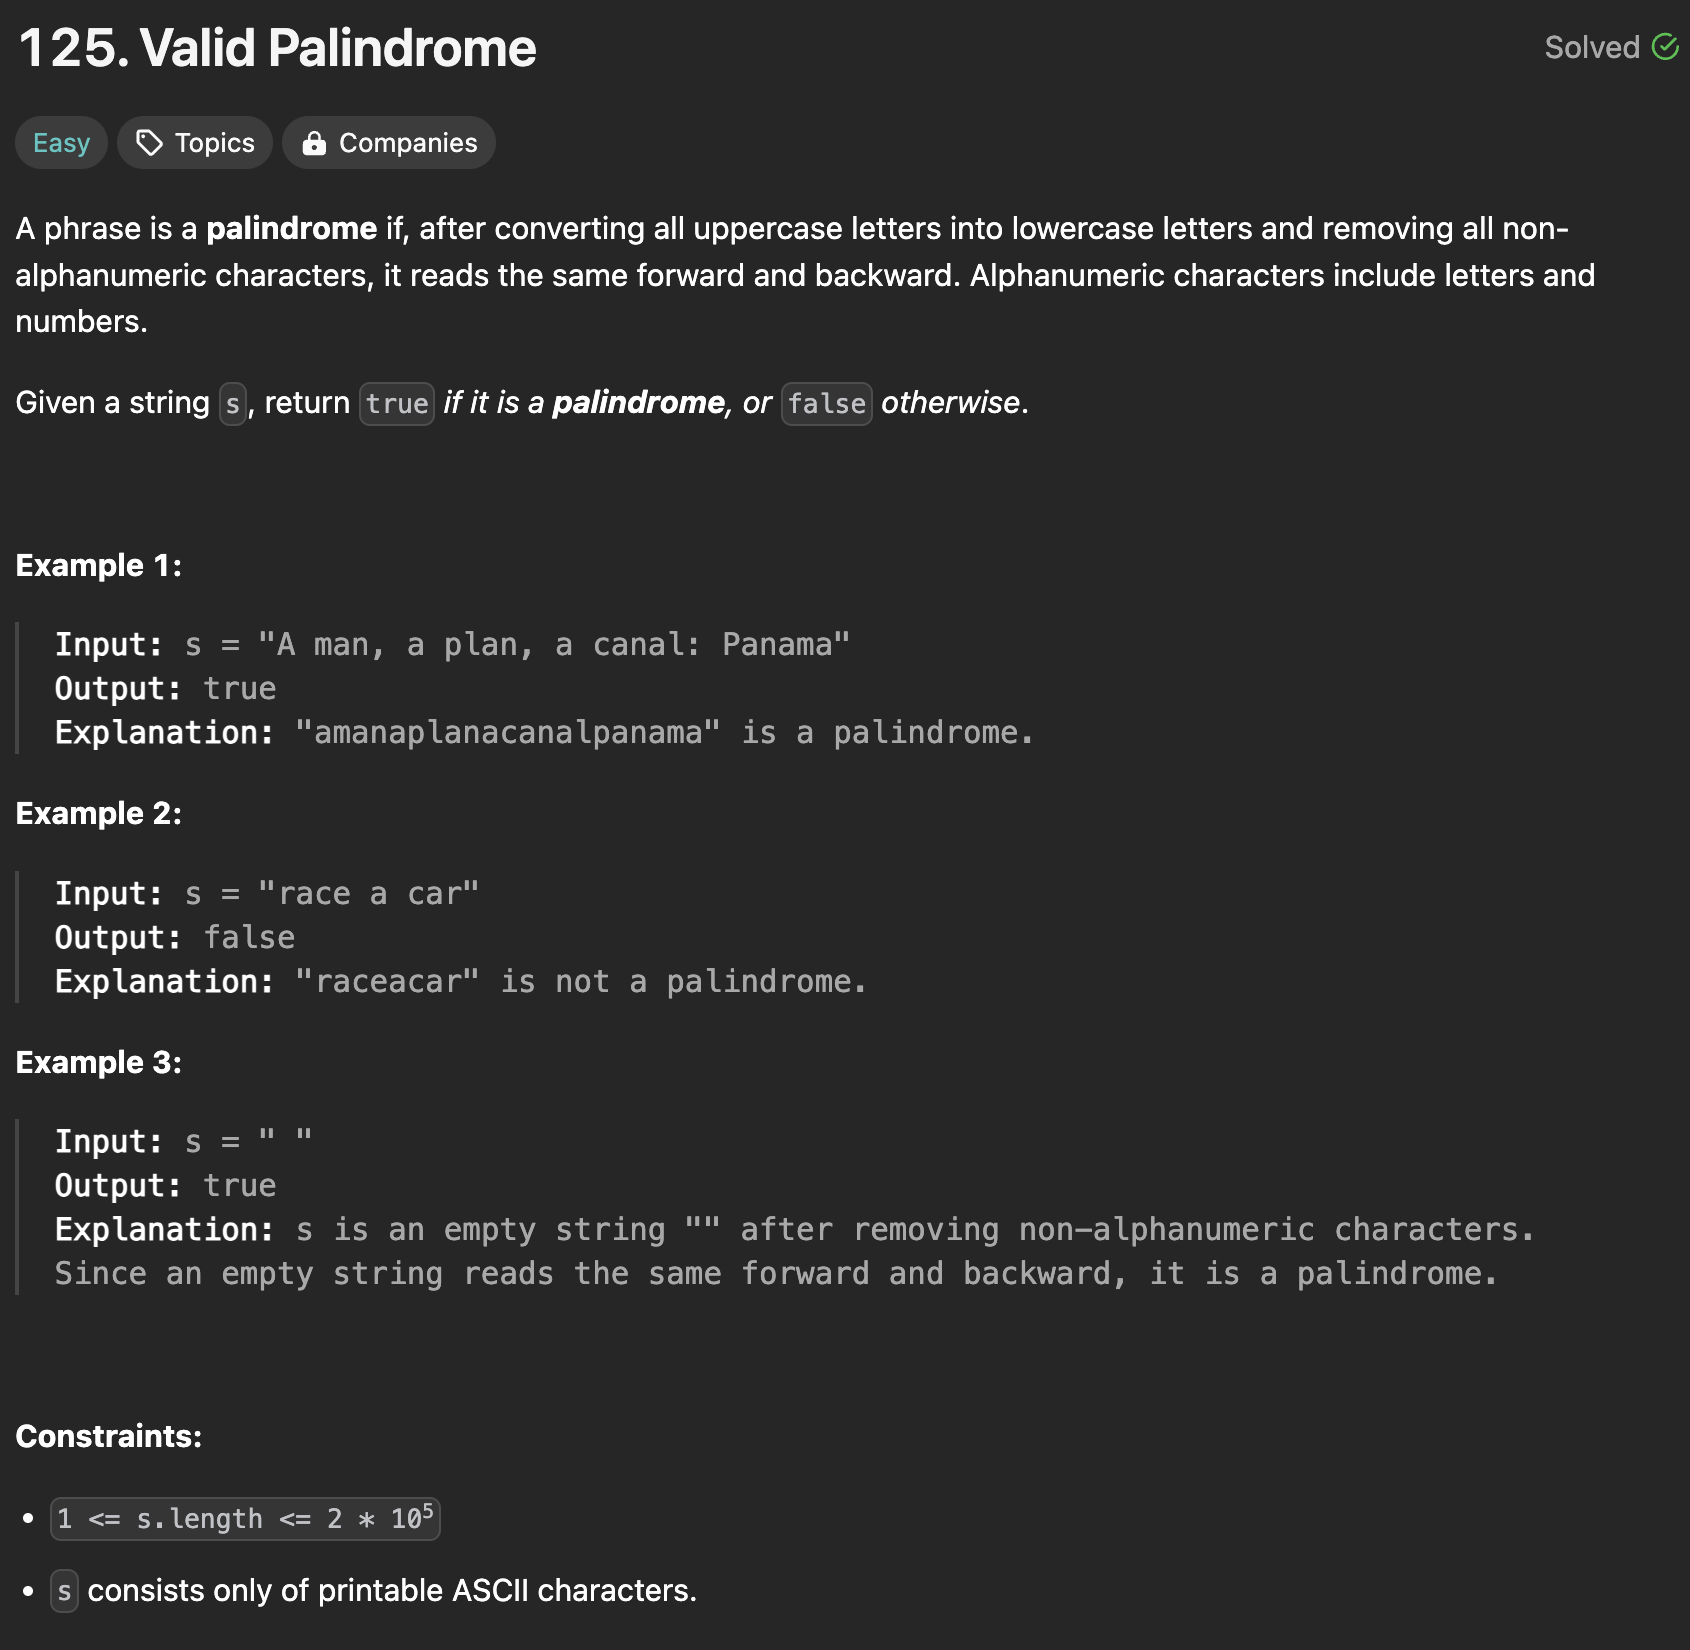 125. Valid Palindrome
Solved
Easy
Topics
Companies
A phrase is a palindrome if, after converting all uppercase letters into lowercase letters and removing all non-
alphanumeric characters, it reads the same forward and backward. Alphanumeric characters include letters and
numbers.
Given a string s, return true if it is a palindrome, or false otherwise.
Example 1:
Input: s = "A man, a plan, a canal: Panama"
Output: true
Explanation: "amanaplanacanalpanama" is a palindrome.
Example 2:
Input: s = "race a car"
Output: false
Explanation: "raceacar" is not a palindrome.
Example 3:
Input: s = " "
Output: true
Explanation: s is an empty string "" after removing non-alphanumeric characters.
Since an empty string reads the same forward and backward, it is a palindrome.
Constraints:
• 1 <= s.length <= 2 * 10⁵
• s consists only of printable ASCII characters.